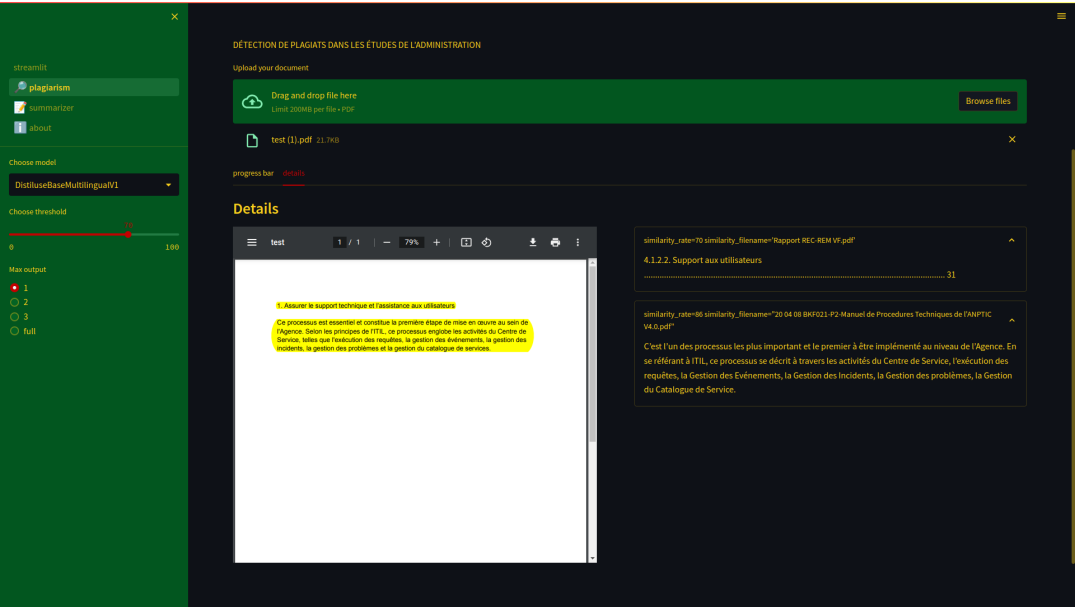 streamlit
plagiarism
summarizer
about
Choose model
DistiluseBaseMultilingualV1
Choose threshold
0 100
Max output
1
2
3
full
DÉTECTION DE PLAGIATS DANS LES ÉTUDES DE L'ADMINISTRATION
Upload your document
Drag and drop file here
Limit 200MB per file • PDF
Browse files
test (1).pdf 21.7KB
progress bar details
Details
test 1 / 1 79%
1. Assurer le support technique et l'assistance aux utilisateurs
Ce processus est essentiel et constitue la première étape de mise en œuvre au sein de
l'Agence. Selon les principes de l'ITIL, ce processus englobe les activités du Centre de
Service, telles que l'exécution des requêtes, la gestion des événements, la gestion des
incidents, la gestion des problèmes et la gestion du catalogue de services.
similarity_rate=70 similarity_filename='Rapport REC-REM VF.pdf'
4.1.2.2. Support aux utilisateurs
........................................................................................................................................ 31
similarity_rate=86 similarity_filename="20 04 08 BKF021-P2-Manuel de Procedures Techniques de l'ANPTIC
V4.0.pdf"
C'est l'un des processus les plus important et le premier à être implémenté au niveau de l'Agence. En
se référant à ITIL, ce processus se décrit à travers les activités du Centre de Service, l'exécution des
requêtes, la Gestion des Evénements, la Gestion des Incidents, la Gestion des problèmes, la Gestion
du Catalogue de Service.